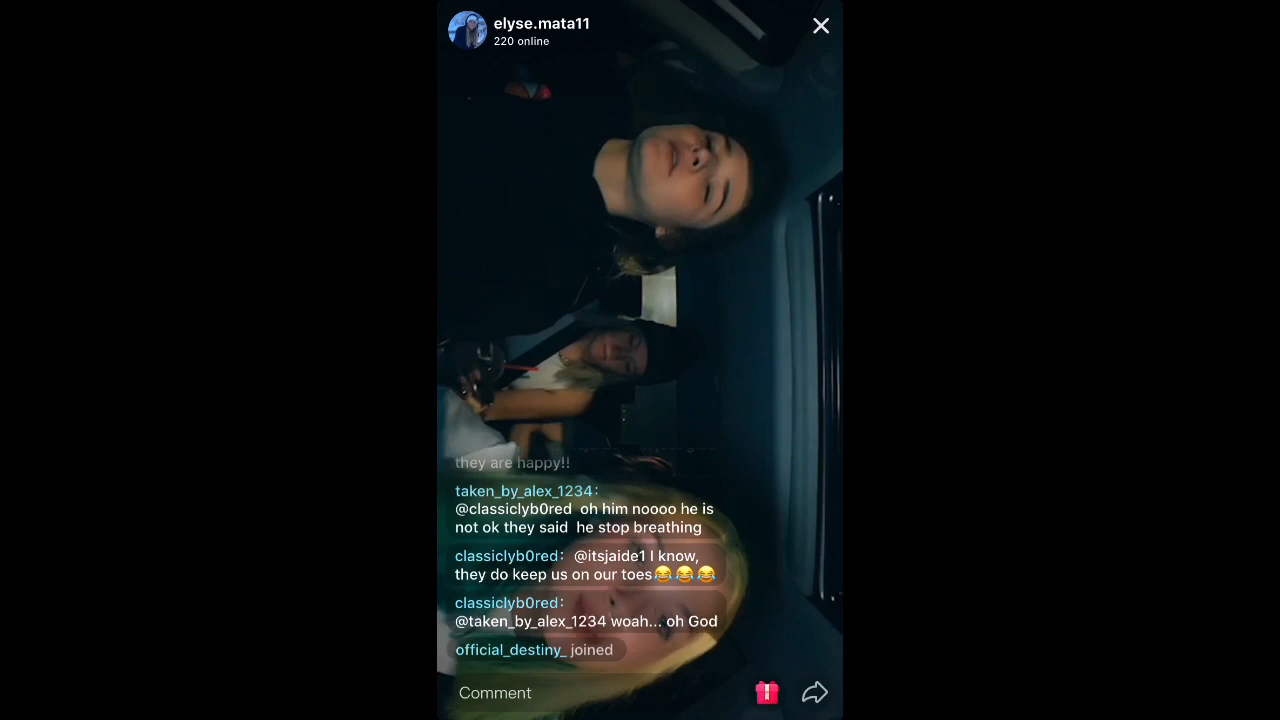 elyse.mata11
220 online
they are happy!!
taken_by_alex_1234:
@classiclyb0red oh him noooo he is
not ok they said he stop breathing
classiclyb0red: @itsjaide1 I know,
they do keep us on our toes😂😂😂
classiclyb0red:
@taken_by_alex_1234 woah... oh God
official_destiny_ joined
Comment